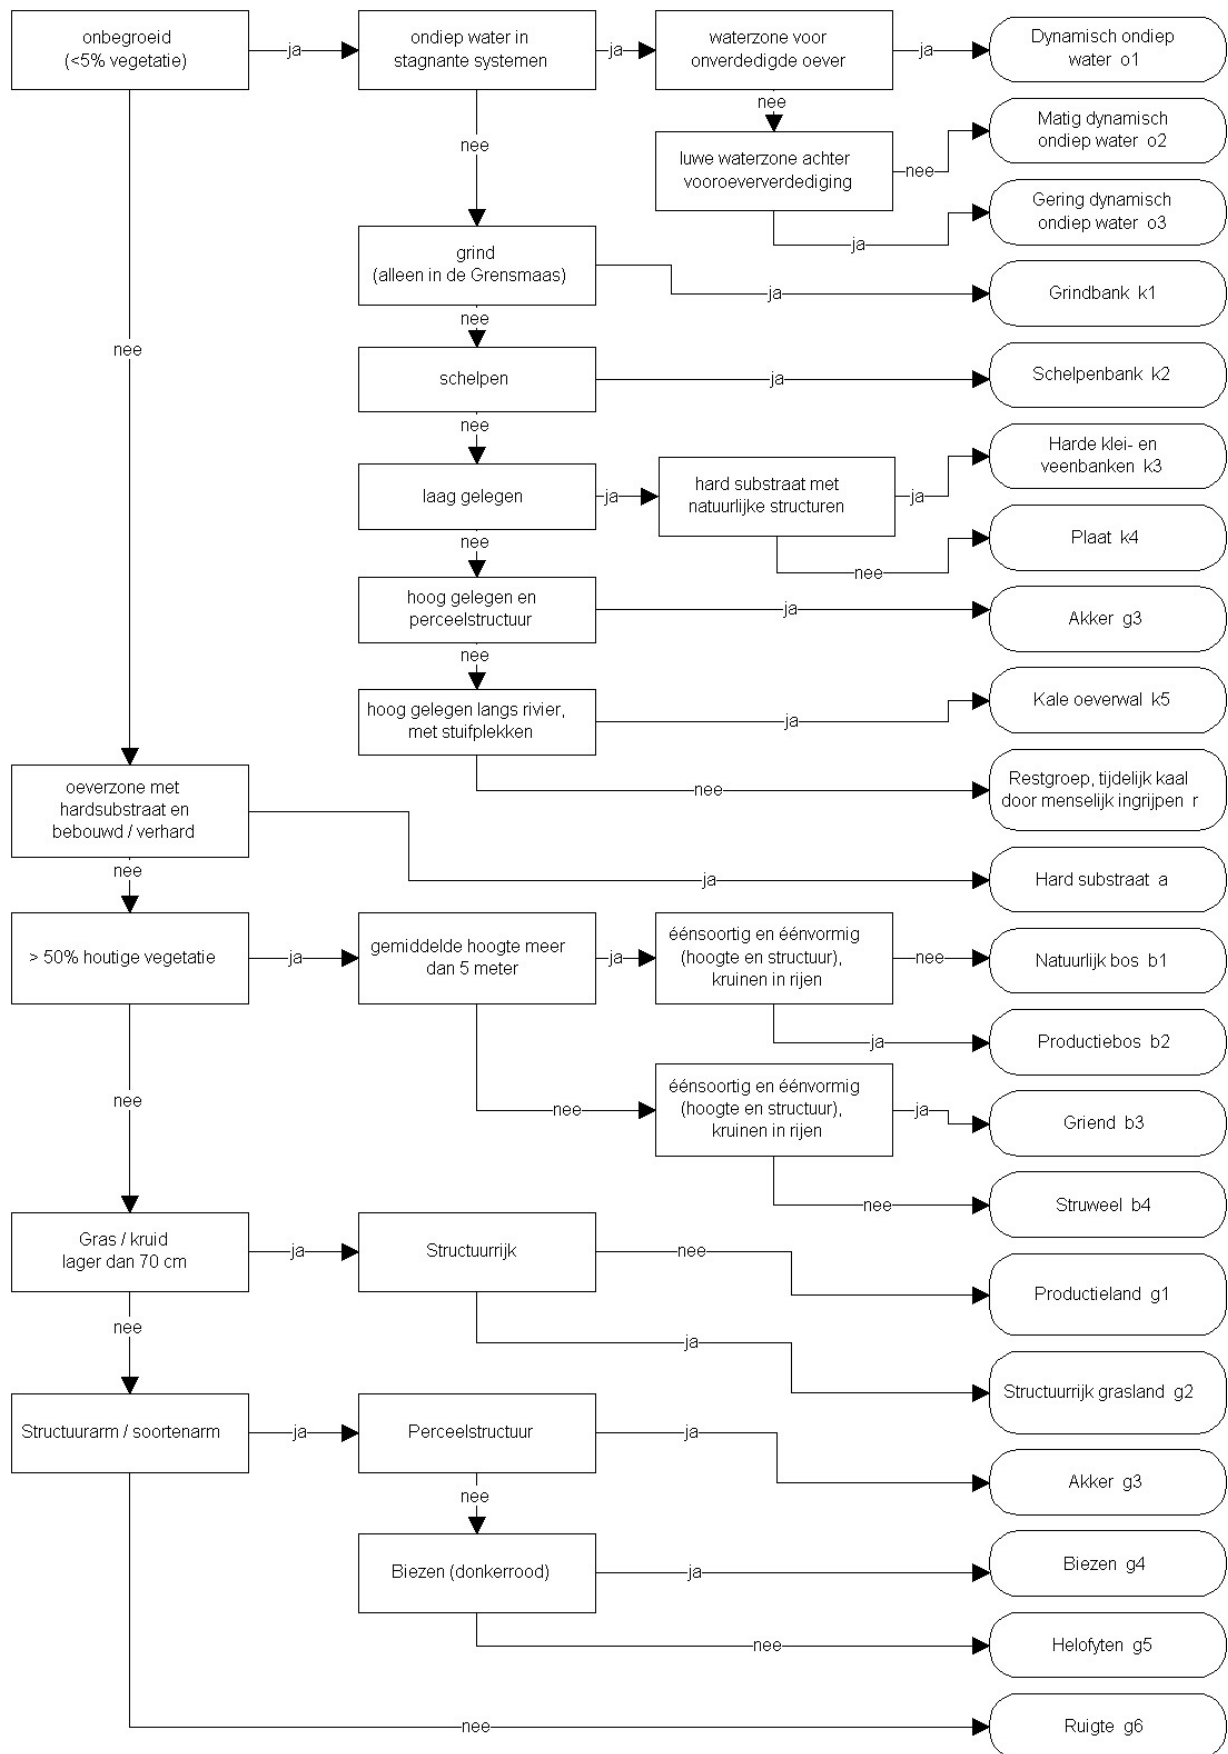 onbegroeid
(<5% vegetatie)
ja
ondiep water in
stagnante systemen
ja
waterzone voor
onverdedigde oever
ja
Dynamisch ondiep
water o1
nee
nee
luwe waterzone achter
vooroeververdediging
nee
Matig dynamisch
ondiep water o2
ja
Gering dynamisch
ondiep water o3
grind
(alleen in de Grensmaas)
ja
Grindbank k1
nee
nee
schelpen
ja
Schelpenbank k2
nee
laag gelegen
ja
hard substraat met
natuurlijke structuren
ja
Harde klei- en
veenbanken k3
nee
Plaat k4
nee
hoog gelegen en
perceelstructuur
ja
Akker g3
nee
hoog gelegen langs rivier,
met stuifplekken
ja
Kale oeverwal k5
nee
Restgroep, tijdelijk kaal
door menselijk ingrijpen r
oeverzone met
hardsubstraat en
bebouwd / verhard
ja
Hard substraat a
nee
> 50% houtige vegetatie
ja
gemiddelde hoogte meer
dan 5 meter
ja
éénsoortig en éénvormig
(hoogte en structuur),
kruinen in rijen
nee
Natuurlijk bos b1
ja
Productiebos b2
nee
nee
éénsoortig en éénvormig
(hoogte en structuur),
kruinen in rijen
ja
Griend b3
nee
Struweel b4
Gras / kruid
lager dan 70 cm
ja
Structuurrijk
nee
Productieland g1
nee
ja
Structuurrijk grasland g2
Structuurarm / soortenarm
ja
Perceelstructuur
ja
Akker g3
nee
Biezen (donkerrood)
ja
Biezen g4
nee
Helofyten g5
nee
Ruigte g6